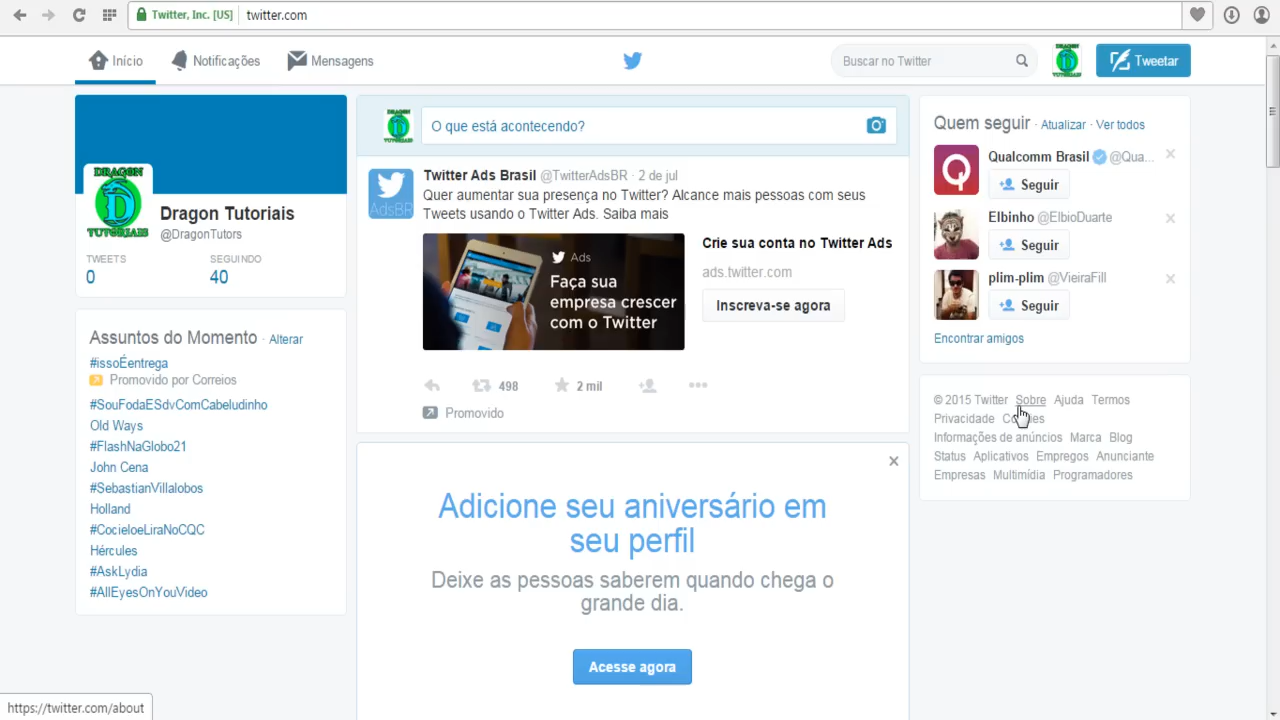 Twitter, Inc. [US] twitter.com
Início Notificações Mensagens
Buscar no Twitter
Tweetar
DRAGON
TUTORIAIS
Dragon Tutoriais
@DragonTutors
TWEETS SEGUINDO
0 40
Assuntos do Momento · Alterar
#issoÉentrega
Promovido por Correios
#SouFodaESdvComCabeludinho
Old Ways
#FlashNaGlobo21
John Cena
#SebastianVillalobos
Holland
#CocieloeLiraNoCQC
Hércules
#AskLydia
#AllEyesOnYouVideo
O que está acontecendo?
AdsBR
Twitter Ads Brasil @TwitterAdsBR · 2 de jul
Quer aumentar sua presença no Twitter? Alcance mais pessoas com seus
Tweets usando o Twitter Ads. Saiba mais
Ads
Faça sua
empresa crescer
com o Twitter
Crie sua conta no Twitter Ads
ads.twitter.com
Inscreva-se agora
498 2 mil
Promovido
Adicione seu aniversário em
seu perfil
Deixe as pessoas saberem quando chega o
grande dia.
Acesse agora
Quem seguir · Atualizar · Ver todos
Qualcomm Brasil @Qua...
Seguir
Elbinho @ElbioDuarte
Seguir
plim-plim @VieiraFill
Seguir
Encontrar amigos
© 2015 Twitter Sobre Ajuda Termos
Privacidade Cookies
Informações de anúncios Marca Blog
Status Aplicativos Empregos Anunciante
Empresas Multimídia Programadores
https://twitter.com/about